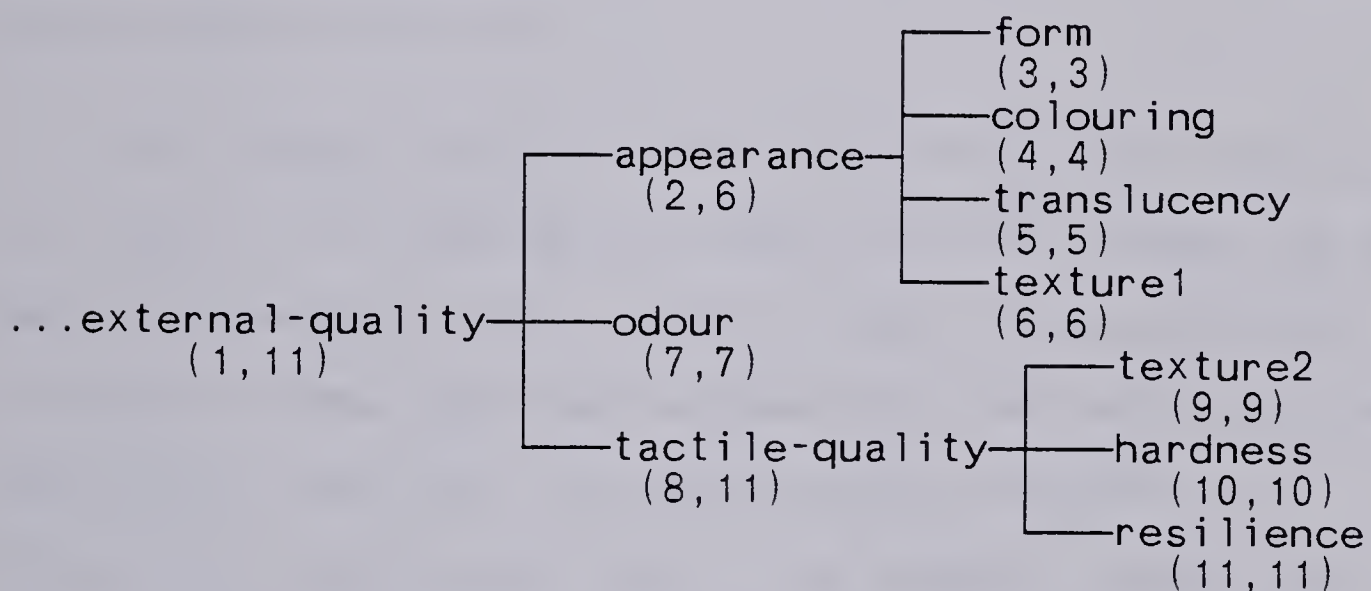 form
(3,3)
colouring
(4,4)
appearance
(2,6)
translucency
(5,5)
texture1
(6,6)
...external-quality
(1,11)
odour
(7,7)
texture2
(9,9)
tactile-quality
(8,11)
hardness
(10,10)
resilience
(11,11)